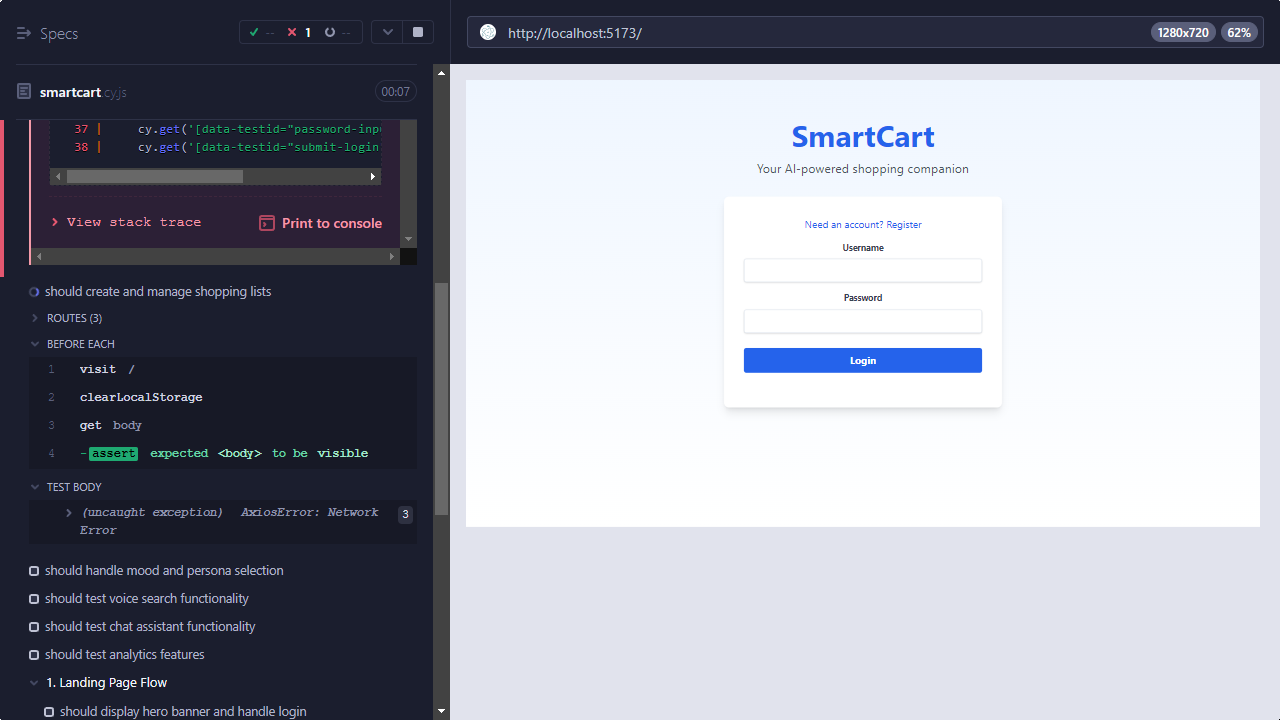 Specs
-- 1 --
smartcart cy.js
00:07
37 | cy.get('[data-testid="password-inpu
38 | cy.get('[data-testid="submit-login
View stack trace
Print to console
should create and manage shopping lists
ROUTES (3)
BEFORE EACH
1 visit /
2 clearLocalStorage
3 get body
4 -assert expected <body> to be visible
TEST BODY
(uncaught exception) AxiosError: Network 3
Error
should handle mood and persona selection
should test voice search functionality
should test chat assistant functionality
should test analytics features
1. Landing Page Flow
should display hero banner and handle login
http://localhost:5173/
1280x720 62%
SmartCart
Your AI-powered shopping companion
Need an account? Register
Username
Password
Login